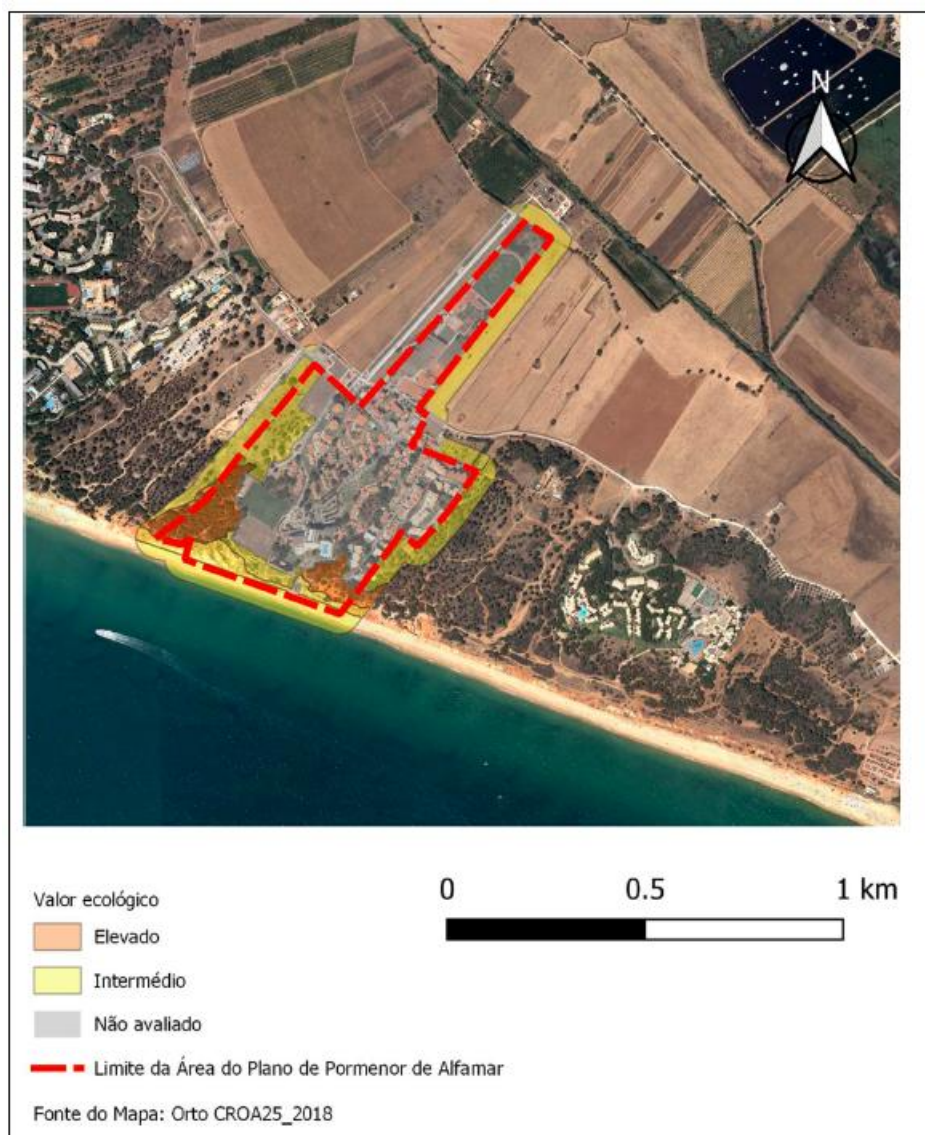 N
Valor ecológico
0 0.5 1 km
Elevado
Intermédio
Não avaliado
Limite da Área do Plano de Pormenor de Alfamar
Fonte do Mapa: Orto CROA25_2018